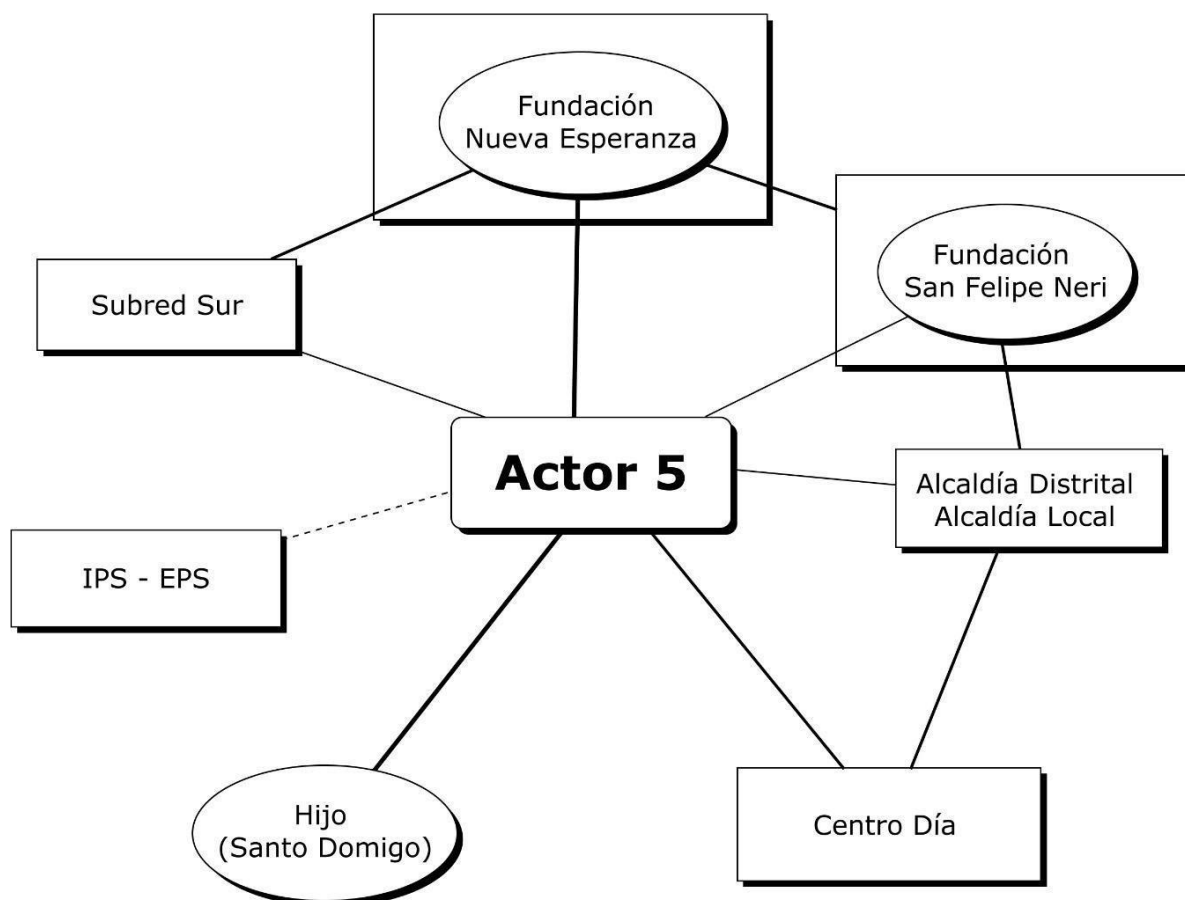 Fundación
Nueva Esperanza
Fundación
San Felipe Neri
Subred Sur
Actor 5
Alcaldía Distrital
Alcaldía Local
IPS - EPS
Hijo
(Santo Domigo)
Centro Día